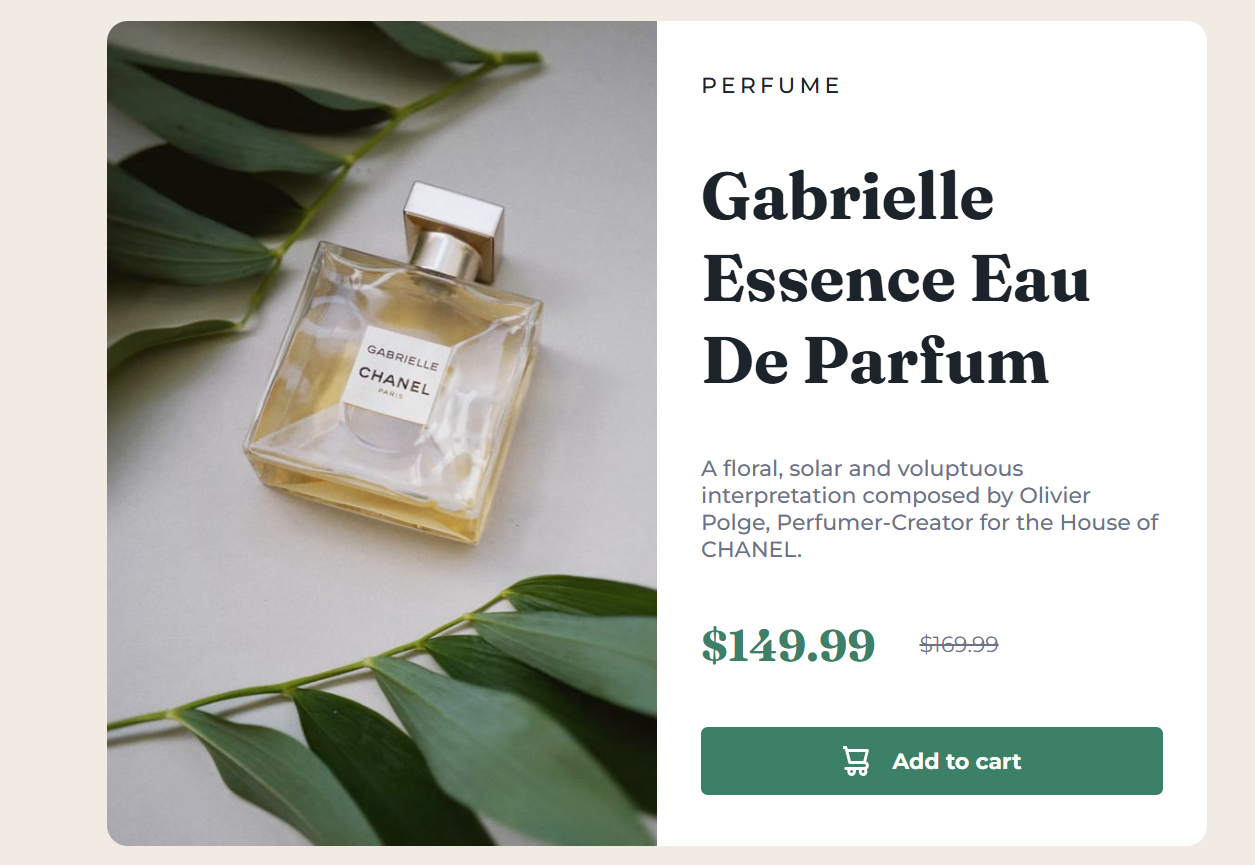 GABRIELLE
CHANEL
PARIS
PERFUME
Gabrielle
Essence Eau
De Parfum
A floral, solar and voluptuous
interpretation composed by Olivier
Polge, Perfumer-Creator for the House of
CHANEL.
$149.99 $169.99
Add to cart